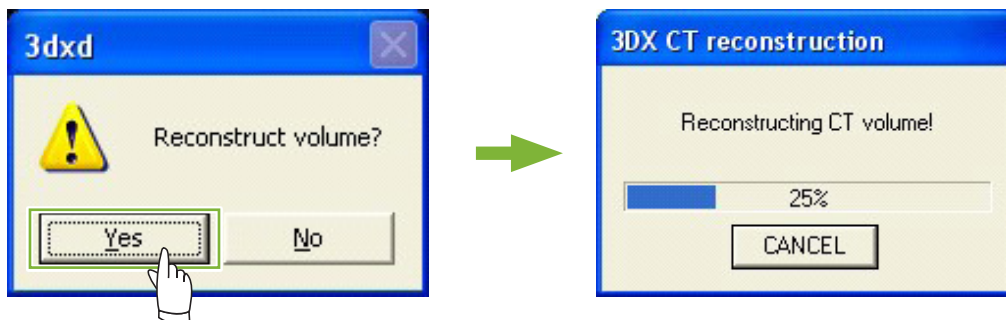 3dxd
Reconstruct volume?
Yes
No
3DX CT reconstruction
Reconstructing CT volume!
25%
CANCEL